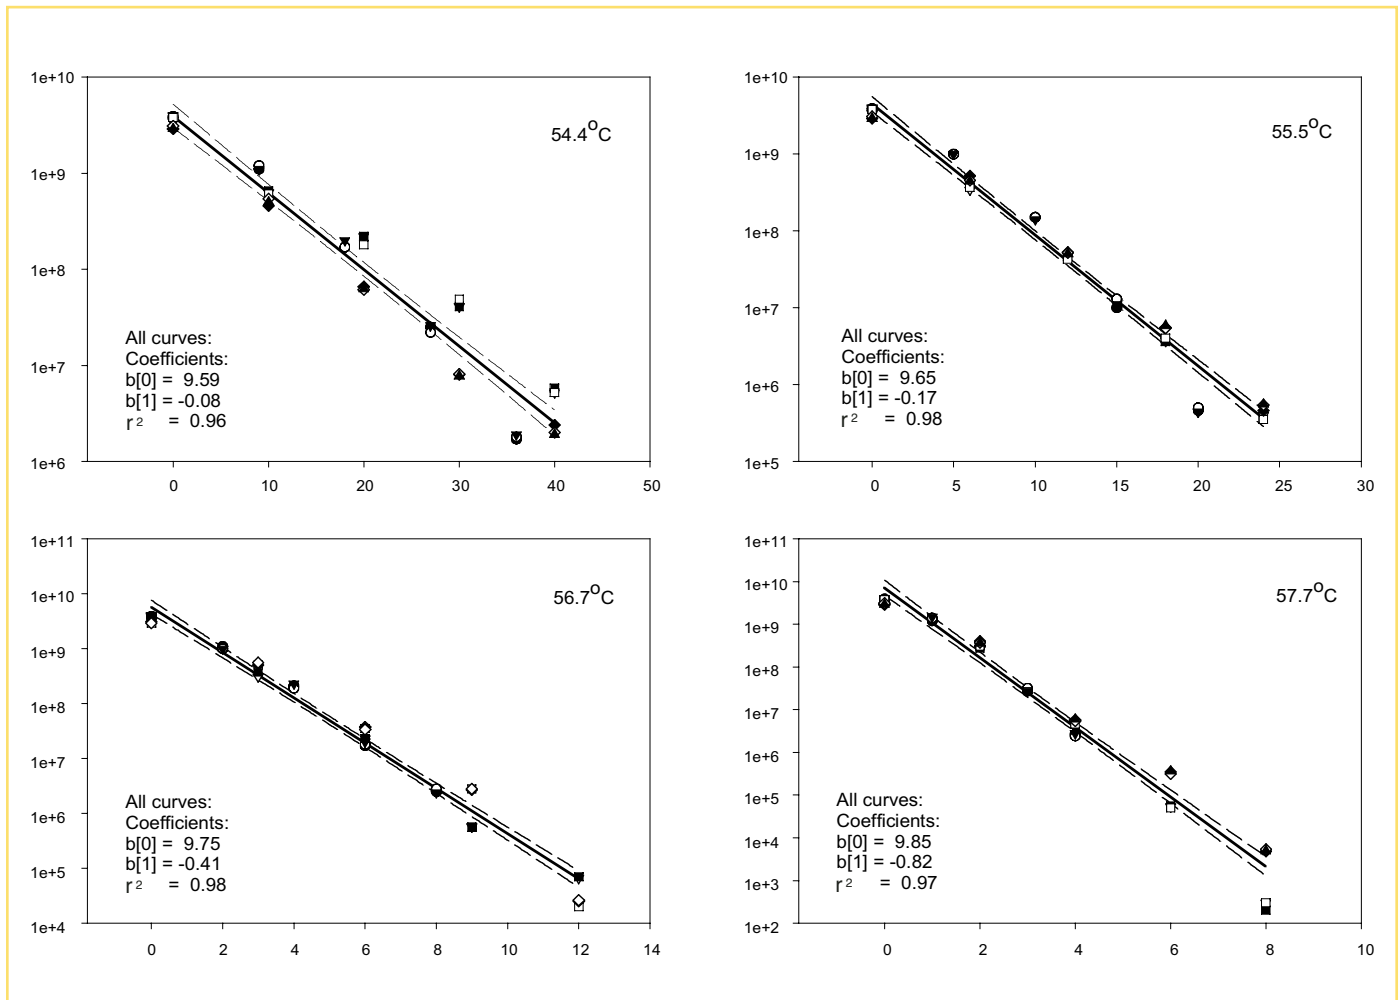 1e+10
1e+9
1e+8
1e+7
1e+6
54.4°C
All curves:
Coefficients:
b[0] = 9.59
b[1] = -0.08
r 2 = 0.96
0 10 20 30 40 50
1e+10
1e+9
1e+8
1e+7
1e+6
1e+5
55.5°C
All curves:
Coefficients:
b[0] = 9.65
b[1] = -0.17
r 2 = 0.98
0 5 10 15 20 25 30
1e+11
1e+10
1e+9
1e+8
1e+7
1e+6
1e+5
1e+4
56.7°C
All curves:
Coefficients:
b[0] = 9.75
b[1] = -0.41
r 2 = 0.98
0 2 4 6 8 10 12 14
1e+11
1e+10
1e+9
1e+8
1e+7
1e+6
1e+5
1e+4
1e+3
1e+2
57.7°C
All curves:
Coefficients:
b[0] = 9.85
b[1] = -0.82
r 2 = 0.97
0 2 4 6 8 10